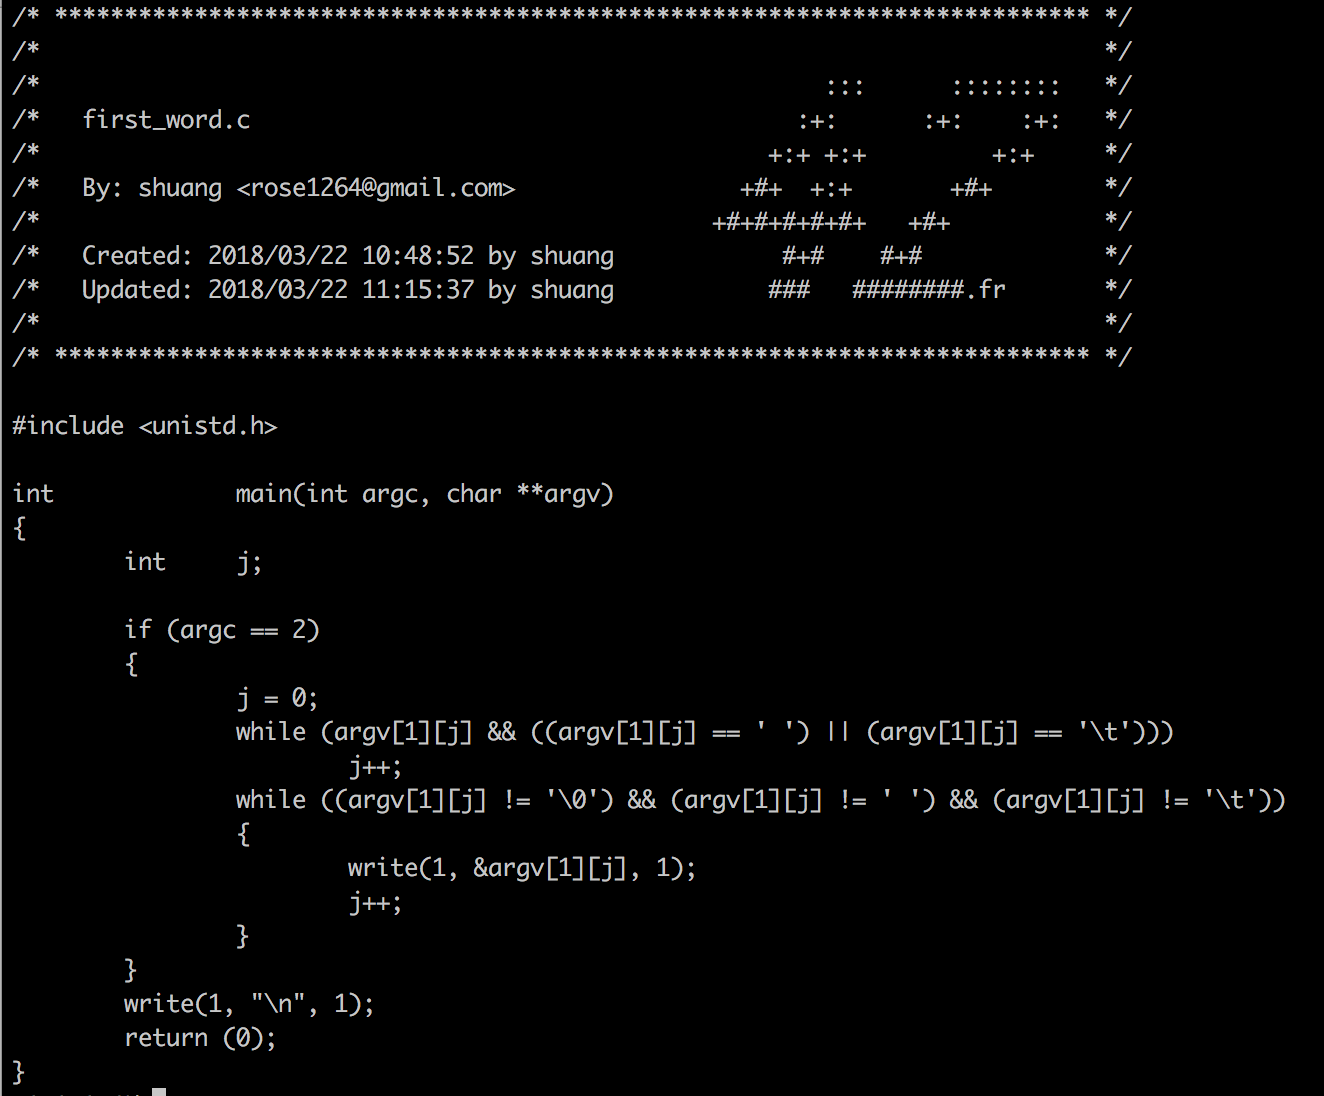 /* ************************************************************************** */
/*                                                                            */
/*                                                        :::      ::::::::   */
/*   first_word.c                                       :+:      :+:    :+:   */
/*                                                    +:+ +:+         +:+     */
/*   By: shuang <rose1264@gmail.com>                +#+  +:+       +#+        */
/*                                                +#+#+#+#+#+   +#+           */
/*   Created: 2018/03/22 10:48:52 by shuang            #+#    #+#             */
/*   Updated: 2018/03/22 11:15:37 by shuang           ###   ########.fr       */
/*                                                                            */
/* ************************************************************************** */
#include <unistd.h>
int		main(int argc, char **argv)
{
	int	j;
	if (argc == 2)
	{
		j = 0;
		while (argv[1][j] && ((argv[1][j] == ' ') || (argv[1][j] == '\t')))
			j++;
		while ((argv[1][j] != '\0') && (argv[1][j] != ' ') && (argv[1][j] != '\t'))
		{
			write(1, &argv[1][j], 1);
			j++;
		}
	}
	write(1, "\n", 1);
	return (0);
}